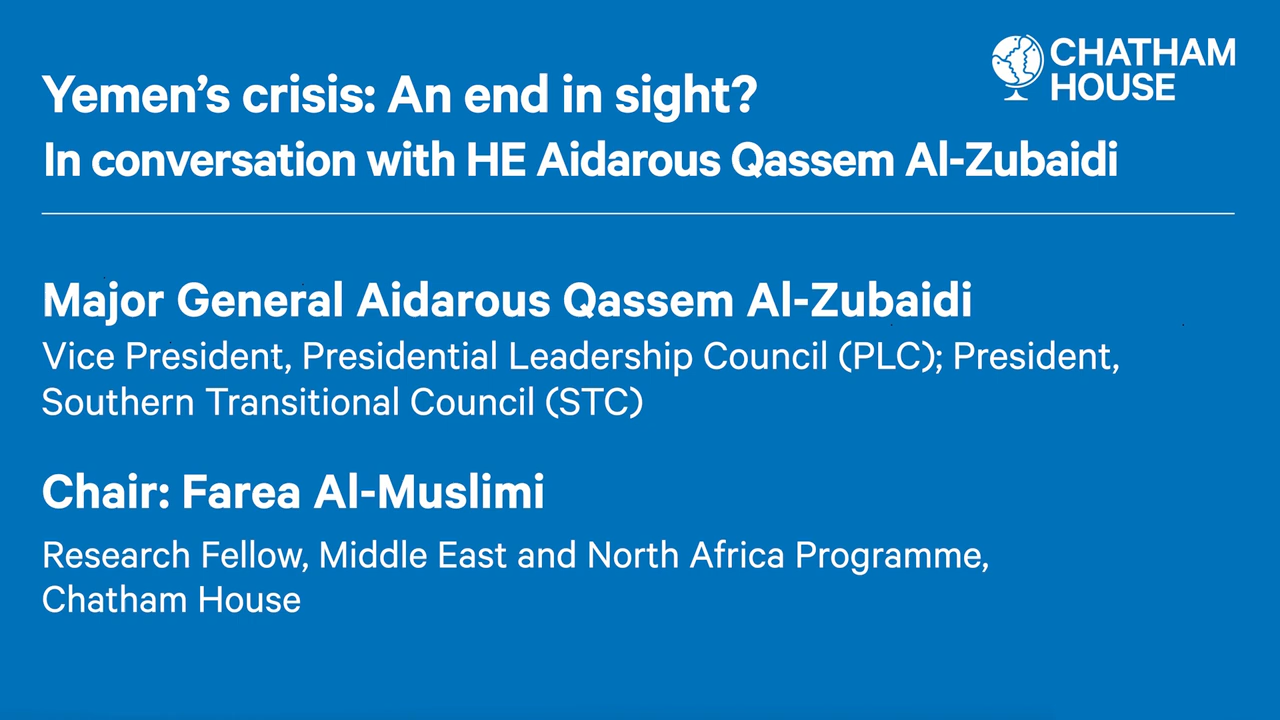 CHATHAM
HOUSE
Yemen’s crisis: An end in sight?
In conversation with HE Aidarous Qassem Al-Zubaidi
Major General Aidarous Qassem Al-Zubaidi
Vice President, Presidential Leadership Council (PLC); President,
Southern Transitional Council (STC)
Chair: Farea Al-Muslimi
Research Fellow, Middle East and North Africa Programme,
Chatham House